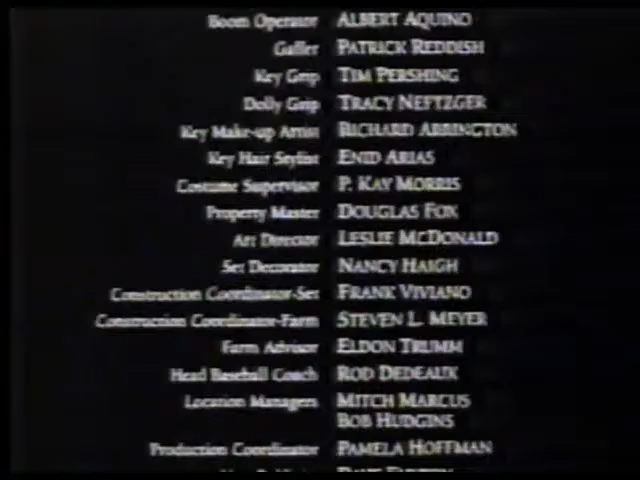 Boom Operator ALBERT AQUINO
Gaffer PATRICK REDDISH
Key Grip TIM PERSHING
Dolly Grip TRACY NEFTZGER
Key Make-up Artist RICHARD ARRINGTON
Key Hair Stylist ENID ARIAS
Costume Supervisor P. KAY MORRIS
Property Master DOUGLAS FOX
Art Director LESLIE MCDONALD
Set Decorator NANCY HAIGH
Construction Coordinator-Set FRANK VIVIANO
Construction Coordinator-Farm STEVEN L. MEYER
Farm Advisor ELDON TRUMM
Head Baseball Coach ROD DEDEAUX
Location Managers MITCH MARCUS
BOB HUDGINS
Production Coordinator PAMELA HOFFMAN